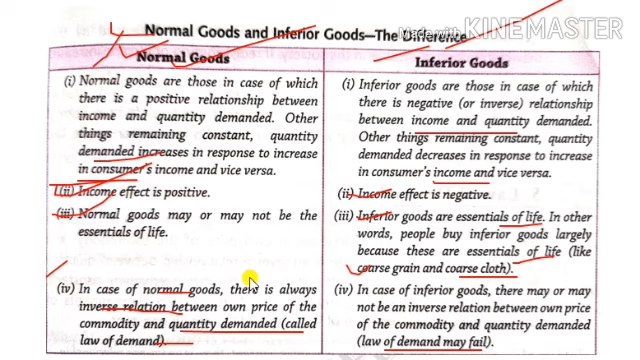 Normal Goods and Inferior Goods—The Difference
Made with KINEMASTER
Normal Goods
(i) Normal goods are those in case of which
there is a positive relationship between
income and quantity demanded. Other
things remaining constant, quantity
demanded increases in response to increase
in consumer's income and vice versa.
(ii) Income effect is positive.
(iii) Normal goods may or may not be the
essentials of life.
(iv) In case of normal goods, there is always
inverse relation between own price of the
commodity and quantity demanded (called
law of demand).
Inferior Goods
(i) Inferior goods are those in case of which
there is negative (or inverse) relationship
between income and quantity demanded.
Other things remaining constant, quantity
demanded decreases in response to increase
in consumer's income and vice versa.
(ii) Income effect is negative.
(iii) Inferior goods are essentials of life. In other
words, people buy inferior goods largely
because these are essentials of life (like
coarse grain and coarse cloth).
(iv) In case of inferior goods, there may or may
not be an inverse relation between own price
of the commodity and quantity demanded
(law of demand may fail).